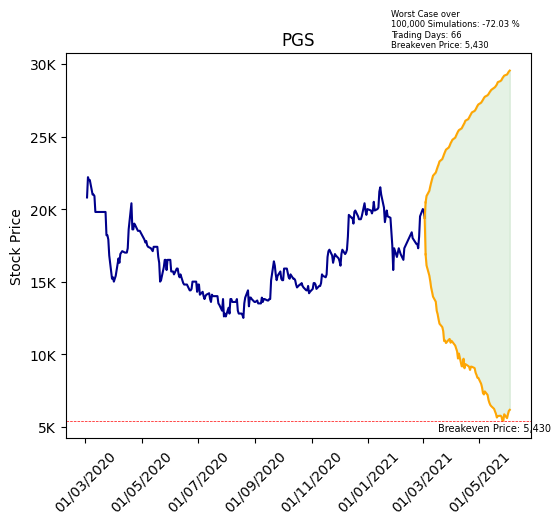 Worst Case over
100,000 Simulations: -72.03 %
Trading Days: 66
Breakeven Price: 5,430
PGS
30K
25K
20K
15K
10K
5K
Stock Price
Breakeven Price: 5,430
01/03/2020
01/05/2020
01/07/2020
01/09/2020
01/11/2020
01/01/2021
01/03/2021
01/05/2021